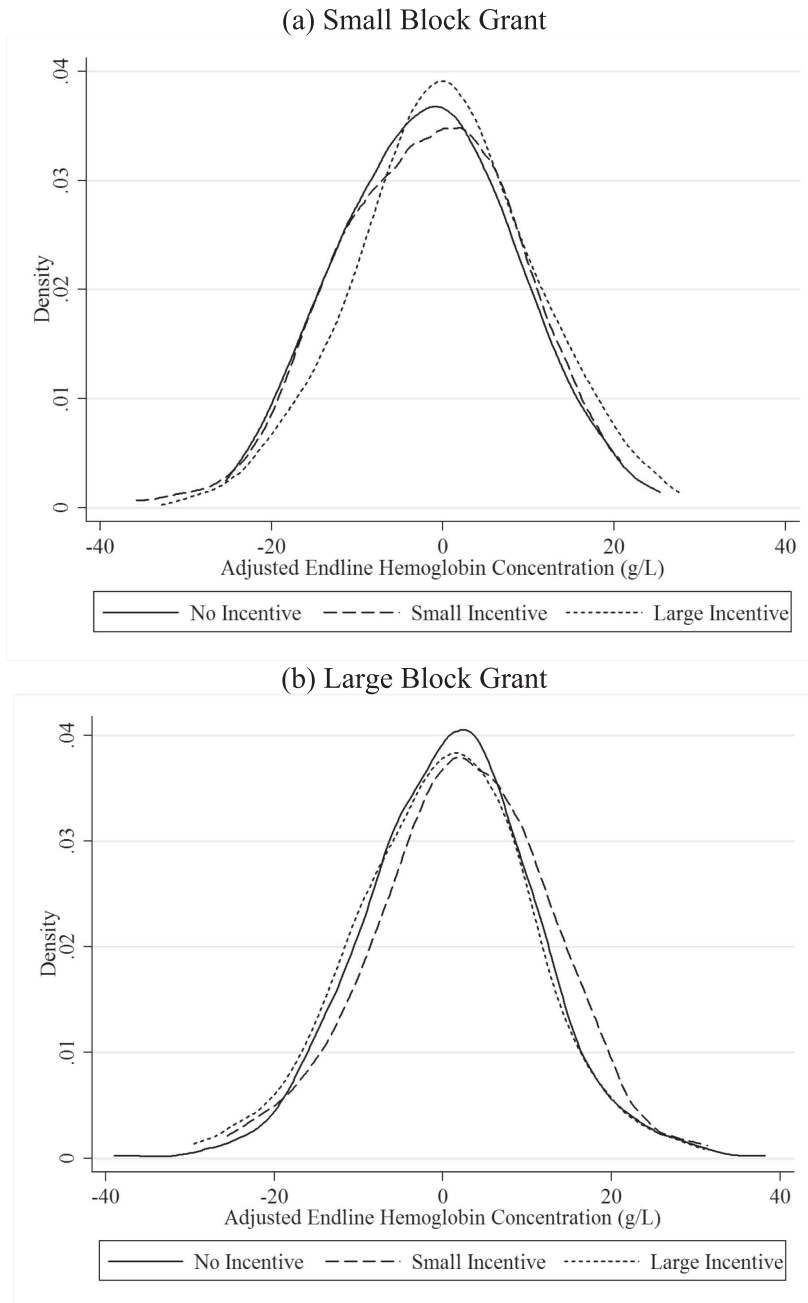 (a) Small Block Grant
.04
.03
.02
.01
0
Density
-40 -20 0 20 40
Adjusted Endline Hemoglobin Concentration (g/L)
No Incentive Small Incentive Large Incentive
(b) Large Block Grant
.04
.03
.02
.01
0
Density
-40 -20 0 20 40
Adjusted Endline Hemoglobin Concentration (g/L)
No Incentive Small Incentive Large Incentive